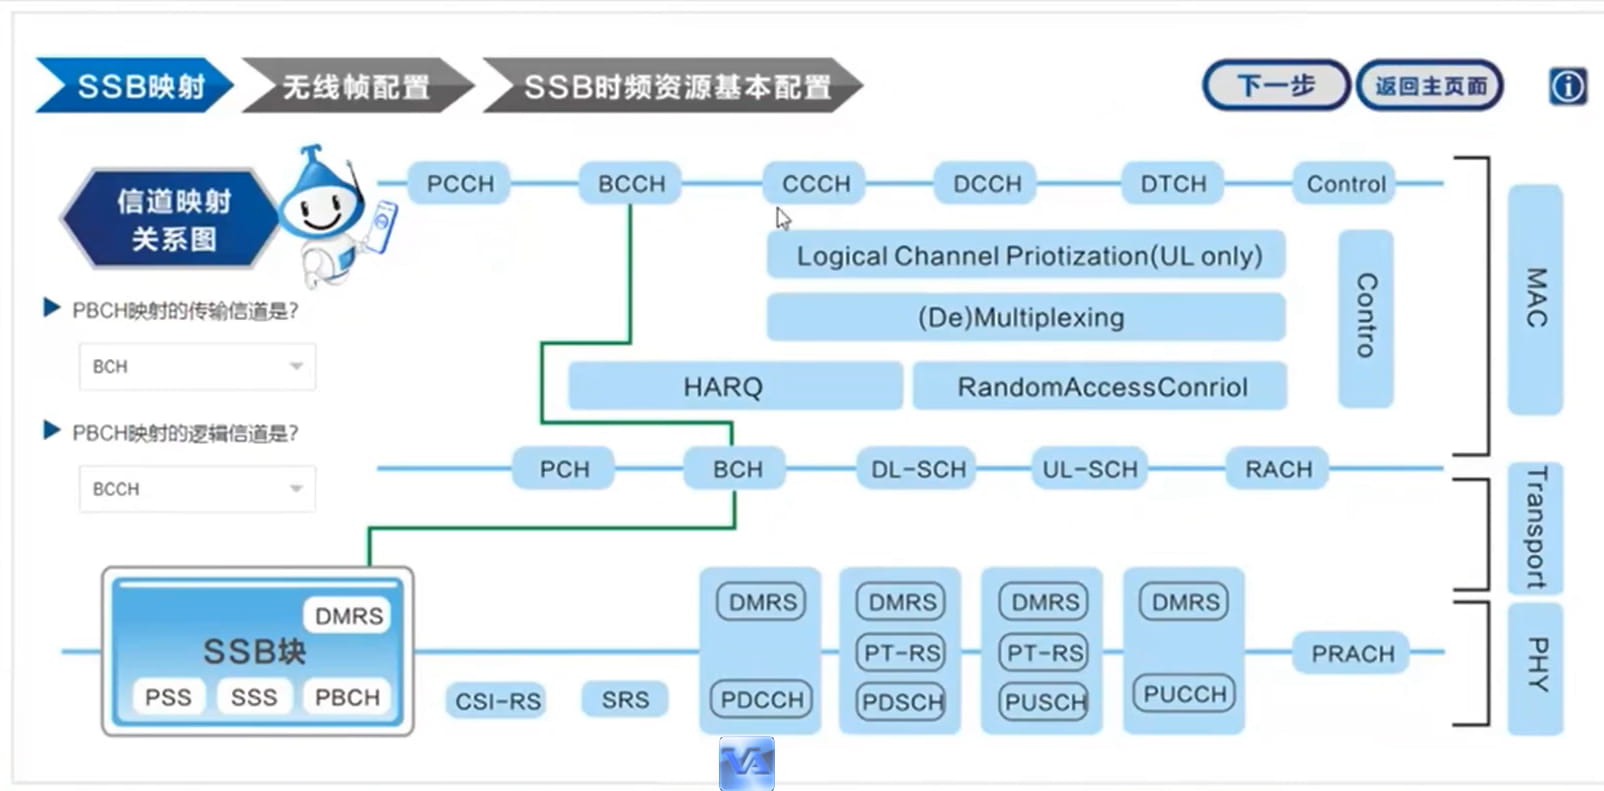 SSB映射
无线帧配置
SSB时频资源基本配置
下一步
返回主页面
信道映射
关系图
PCCH
BCCH
CCCH
DCCH
DTCH
Control
Logical Channel Priotization(UL only)
(De)Multiplexing
Contro
MAC
PBCH映射的传输信道是?
BCH
HARQ
RandomAccessConriol
PBCH映射的逻辑信道是?
BCCH
PCH
BCH
DL-SCH
UL-SCH
RACH
Transport
DMRS
SSB块
PSS
SSS
PBCH
CSI-RS
SRS
DMRS
PDCCH
DMRS
PT-RS
PDSCH
DMRS
PT-RS
PUSCH
DMRS
PUCCH
PRACH
PHY
VA